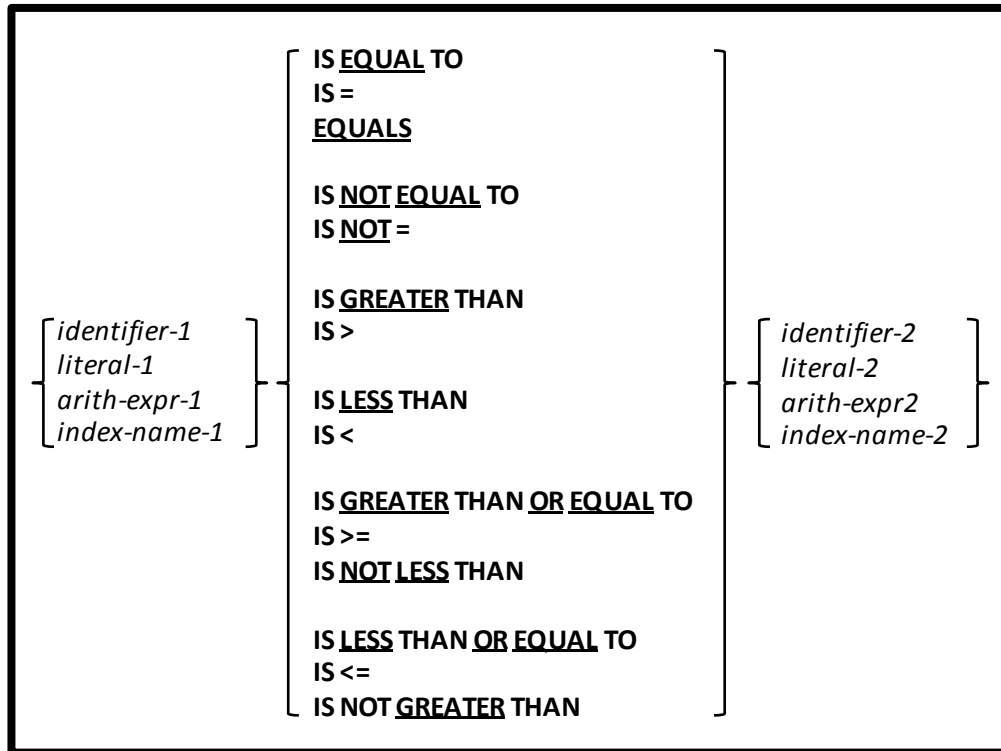 IS EQUAL TO
IS =
EQUALS
IS NOT EQUAL TO
IS NOT =
IS GREATER THAN
IS >
IS LESS THAN
IS <
IS GREATER THAN OR EQUAL TO
IS >=
IS NOT LESS THAN
IS LESS THAN OR EQUAL TO
IS <=
IS NOT GREATER THAN
identifier-1
literal-1
arith-expr-1
index-name-1
identifier-2
literal-2
arith-expr2
index-name-2